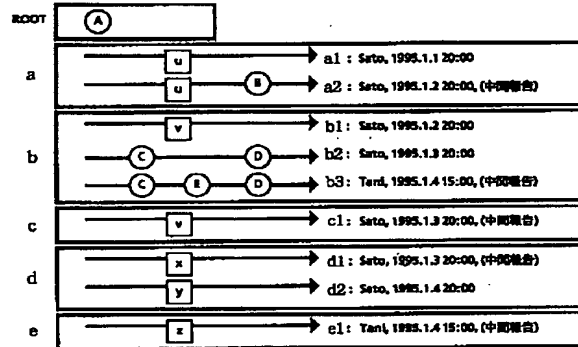 ROOT A
a
u a1: Sato, 1995.1.1 20:00
u B a2: Sato, 1995.1.2 20:00, (中間報告)
b
v b1: Sato, 1995.1.2 20:00
C D b2: Sato, 1995.1.3 20:00
C E D b3: Tani, 1995.1.4 15:00, (中間報告)
c
v c1: Sato, 1995.1.3 20:00, (中間報告)
d
x d1: Sato, 1995.1.3 20:00, (中間報告)
y d2: Sato, 1995.1.4 20:00
e
z e1: Tani, 1995.1.4 15:00, (中間報告)